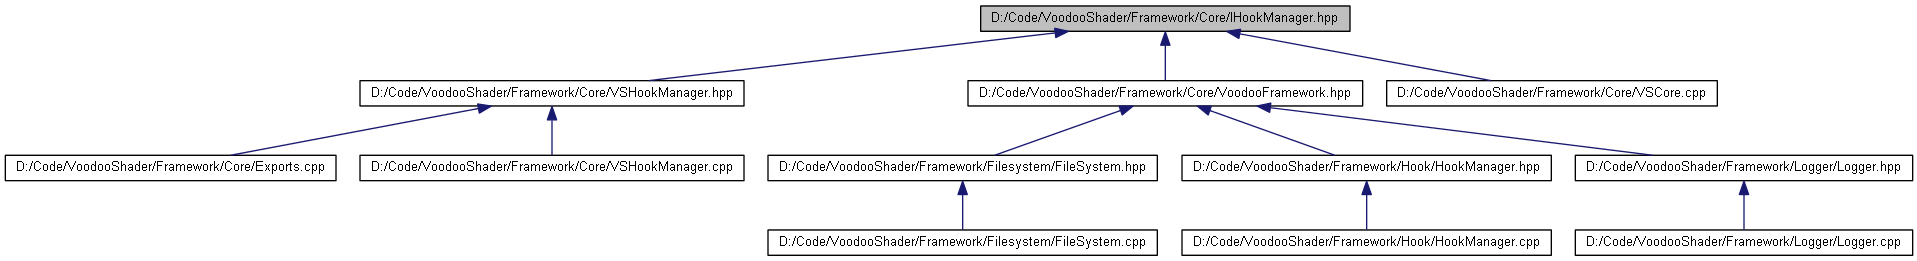 D:/Code/VoodooShader/Framework/Core/IHookManager.hpp
D:/Code/VoodooShader/Framework/Core/VSHookManager.hpp
D:/Code/VoodooShader/Framework/Core/VoodooFramework.hpp
D:/Code/VoodooShader/Framework/Core/VSCore.cpp
D:/Code/VoodooShader/Framework/Core/Exports.cpp
D:/Code/VoodooShader/Framework/Core/VSHookManager.cpp
D:/Code/VoodooShader/Framework/Filesystem/FileSystem.hpp
D:/Code/VoodooShader/Framework/Hook/HookManager.hpp
D:/Code/VoodooShader/Framework/Logger/Logger.hpp
D:/Code/VoodooShader/Framework/Filesystem/FileSystem.cpp
D:/Code/VoodooShader/Framework/Hook/HookManager.cpp
D:/Code/VoodooShader/Framework/Logger/Logger.cpp